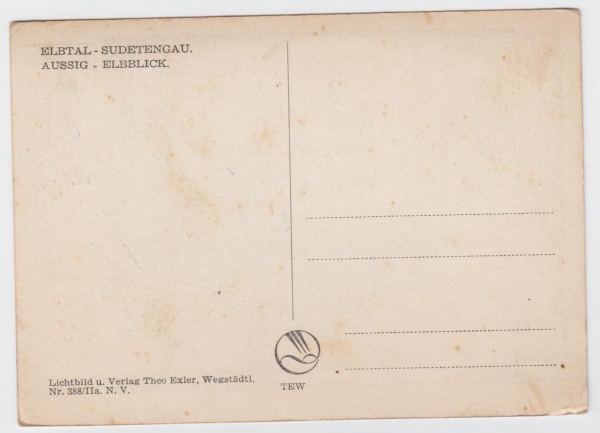 ELBTAL - SUDETENGAU.
AUSSIG - ELBBLICK.
Lichtbild u. Verlag Theo Exler, Wegstädtl.
Nr. 388/IIa. N. V.
TEW